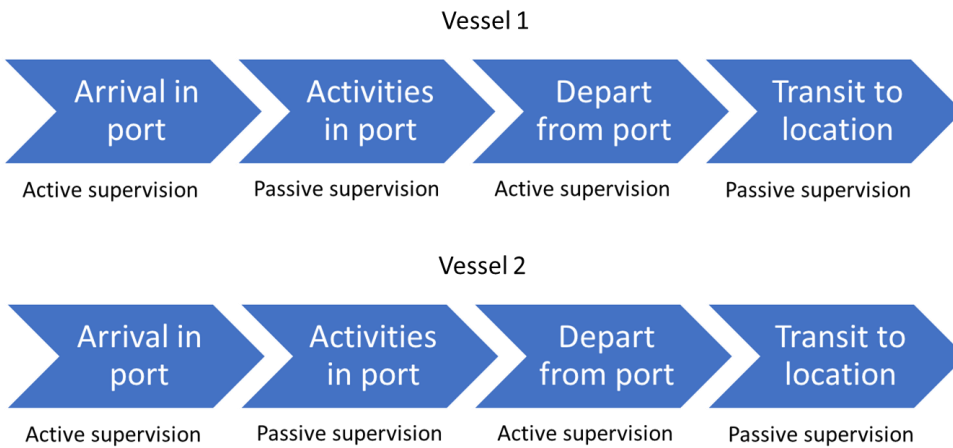 Vessel 1
Arrival in
port
Activities
in port
Depart
from port
Transit to
location
Active supervision
Passive supervision
Active supervision
Passive supervision
Vessel 2
Arrival in
port
Activities
in port
Depart
from port
Transit to
location
Active supervision
Passive supervision
Active supervision
Passive supervision